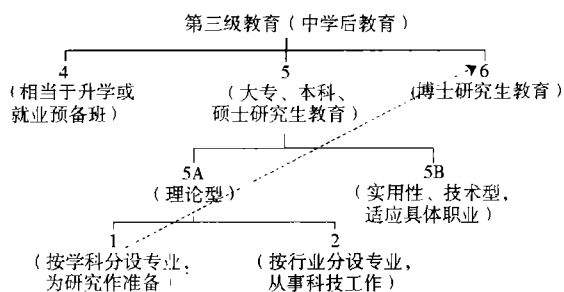 第三级教育(中学后教育)
4 5 6
(相当于升学或 (大专、本科、 (博士研究生教育)
就业预备班) 硕士研究生教育)
5A 5B
(理论型) (实用性、技术型,
适应具体职业)
1 2
(按学科分设专业, (按行业分设专业,
为研究作准备) 从事科技工作)